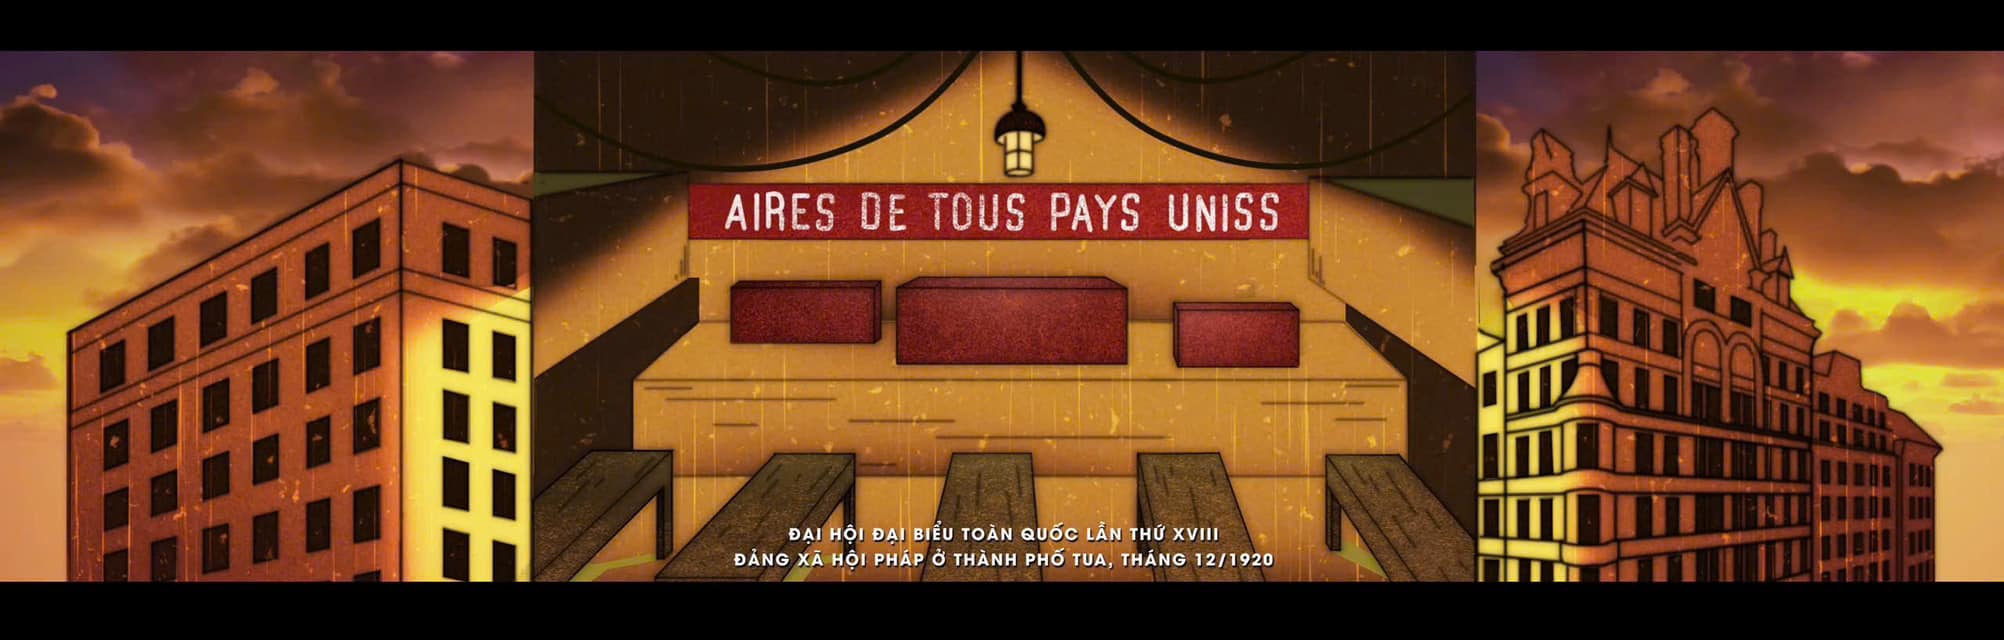 AIRES DE TOUS PAYS UNISS
ĐẠI HỘI ĐẠI BIỂU TOÀN QUỐC LẦN THỨ XVIII
ĐẢNG XÃ HỘI PHÁP Ở THÀNH PHỐ TUA, THÁNG 12/1920